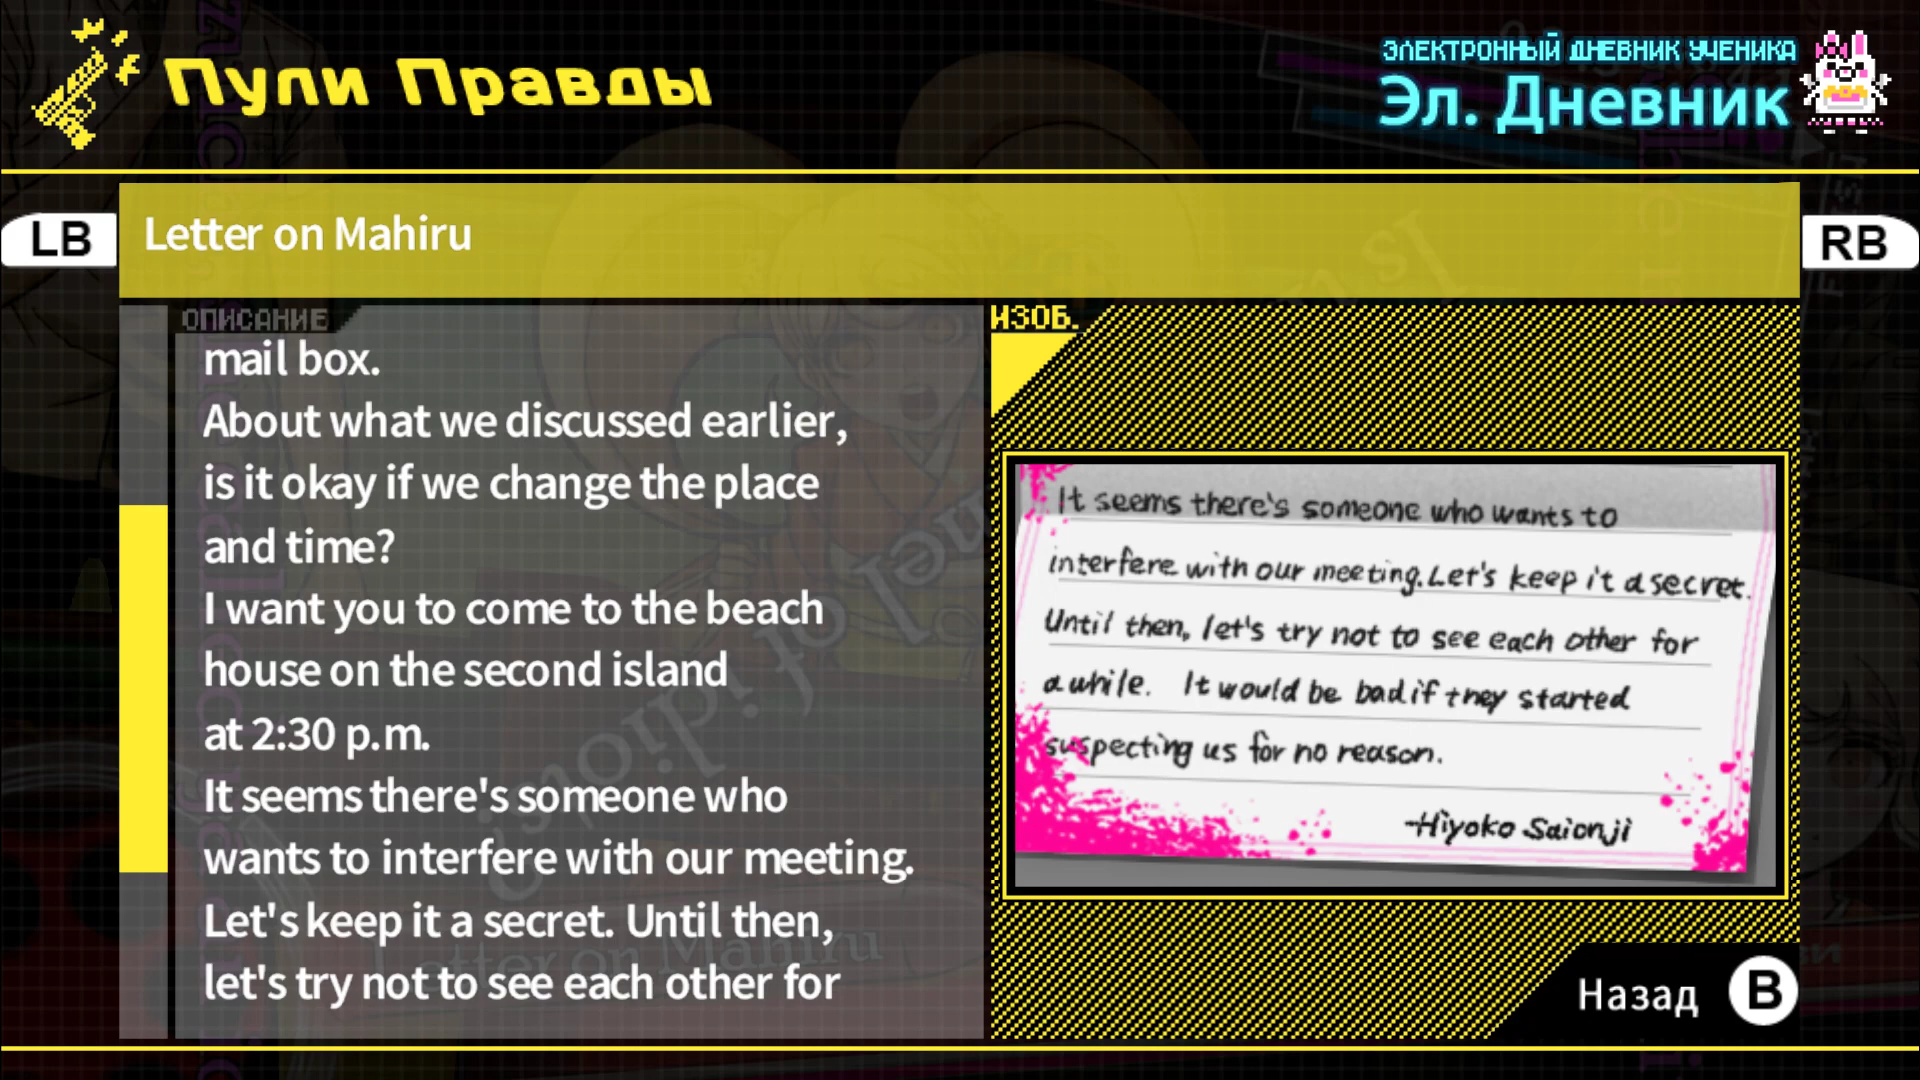 Пули Правды
ЭЛЕКТРОННЫЙ ДНЕВНИК УЧЕНИКА
Эл. Дневник
LB
Letter on Mahiru
RB
ОПИСАНИЕ
mail box.
About what we discussed earlier,
is it okay if we change the place
and time?
I want you to come to the beach
house on the second island
at 2:30 p.m.
It seems there's someone who
wants to interfere with our meeting.
Let's keep it a secret. Until then,
let's try not to see each other for
ИЗОБ.
It seems there's someone who wants to
interfere with our meeting. Let's keep it a secret.
Until then, let's try not to see each other for
a while. It would be bad if they started
suspecting us for no reason.
-Hiyoko Saionji
Назад B